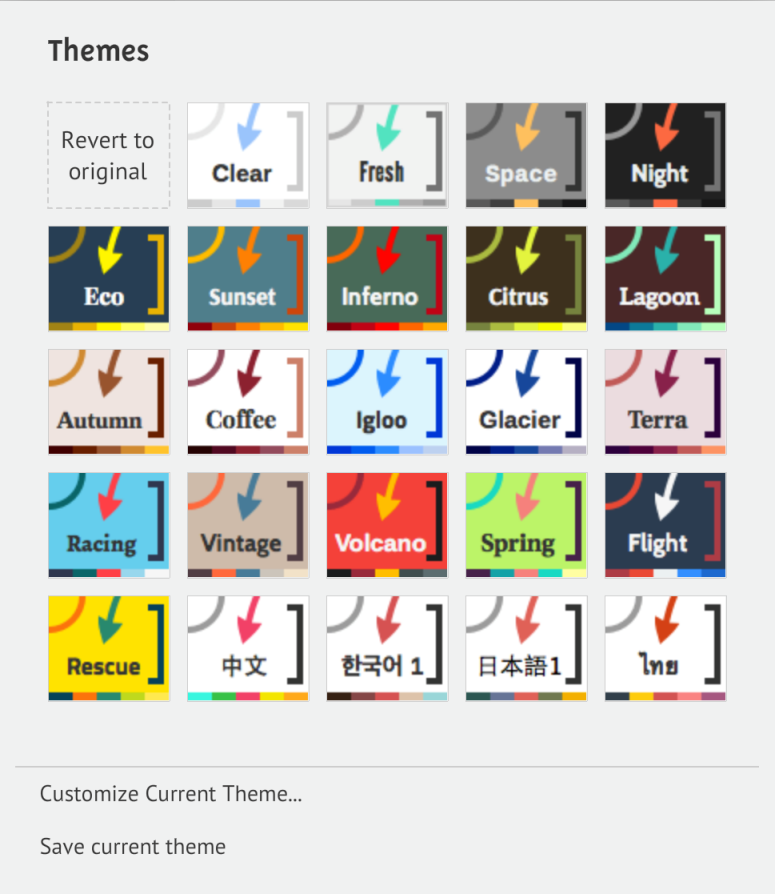 Themes
Revert to
original
Clear
Fresh
Space
Night
Eco
Sunset
Inferno
Citrus
Lagoon
Autumn
Coffee
Igloo
Glacier
Terra
Racing
Vintage
Volcano
Spring
Flight
Rescue
中文
한국어 1
日本語1
ไทย
Customize Current Theme...
Save current theme